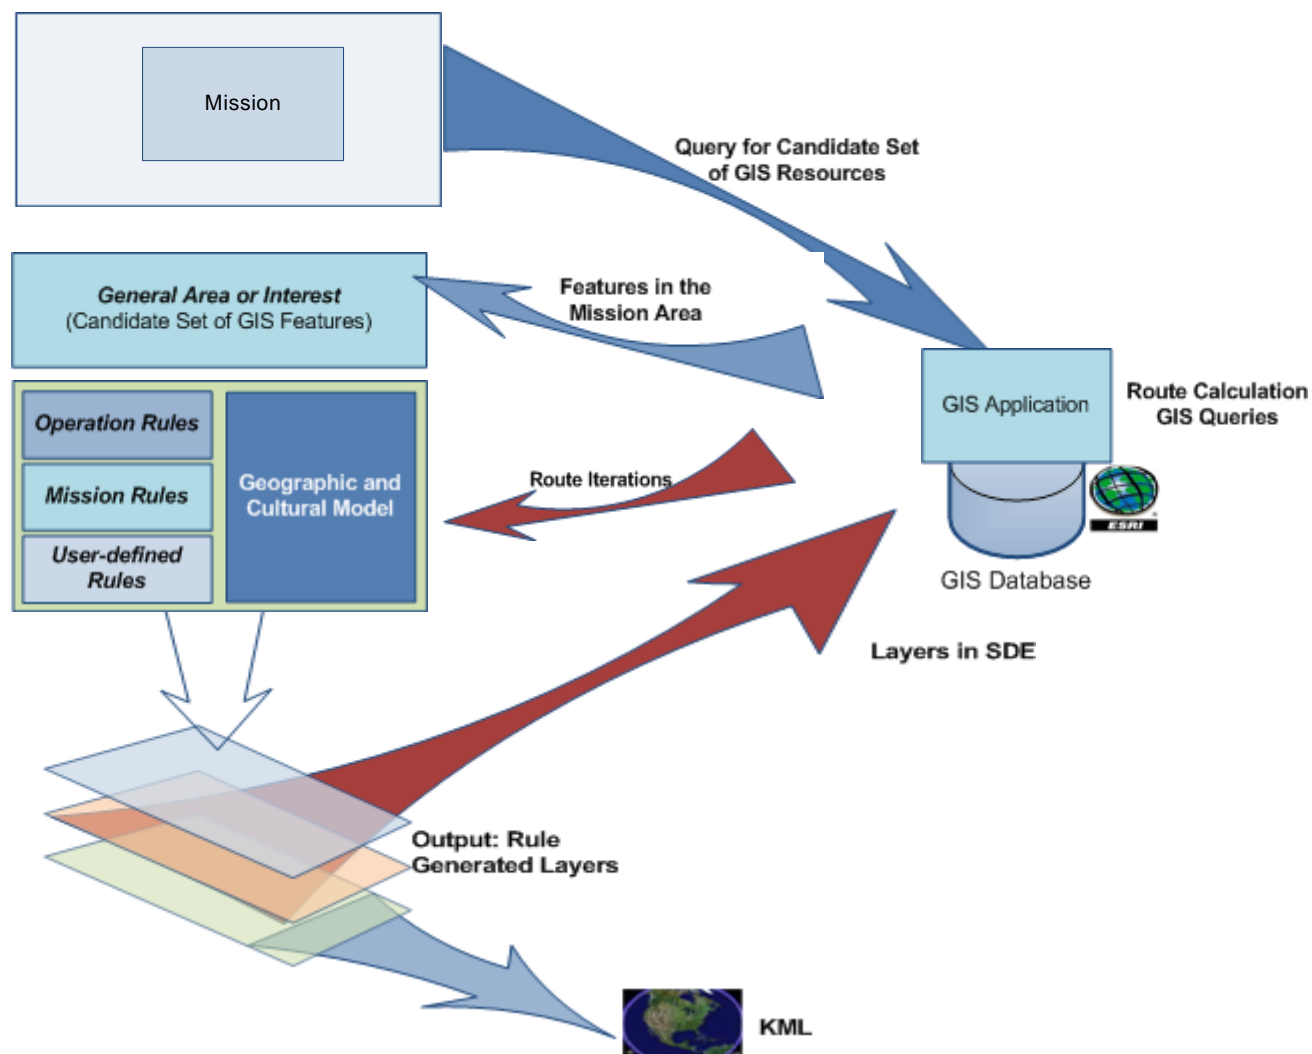 Mission
Query for Candidate Set
of GIS Resources
General Area or Interest
(Candidate Set of GIS Features)
Features in the
Mission Area
GIS Application
Route Calculation
GIS Queries
Operation Rules
Mission Rules
User-defined
Rules
Geographic and
Cultural Model
Route Iterations
ESRI
GIS Database
Layers in SDE
Output: Rule
Generated Layers
KML